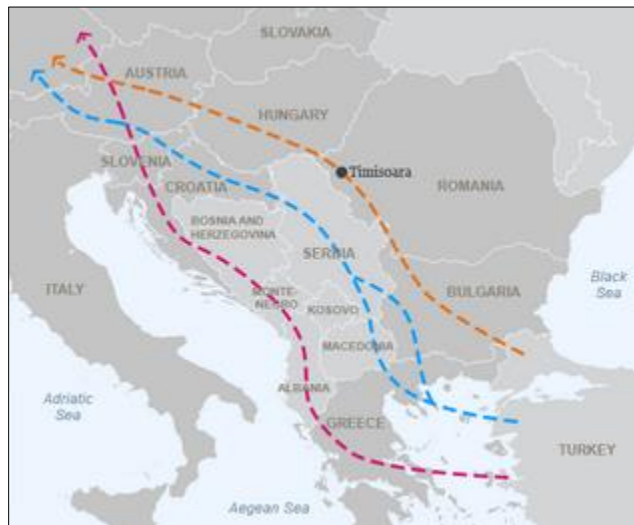 SLOVAKIA
AUSTRIA
HUNGARY
SLOVENIA
Timisoara
CROATIA
ROMANIA
BOSNIA AND
HERZEGOVINA
SERBIA
ITALY
MONTE-
NEGRO
KOSOVO
BULGARIA
Black
Sea
MACEDONIA
ALBANIA
Adriatic
Sea
GREECE
TURKEY
Aegean Sea